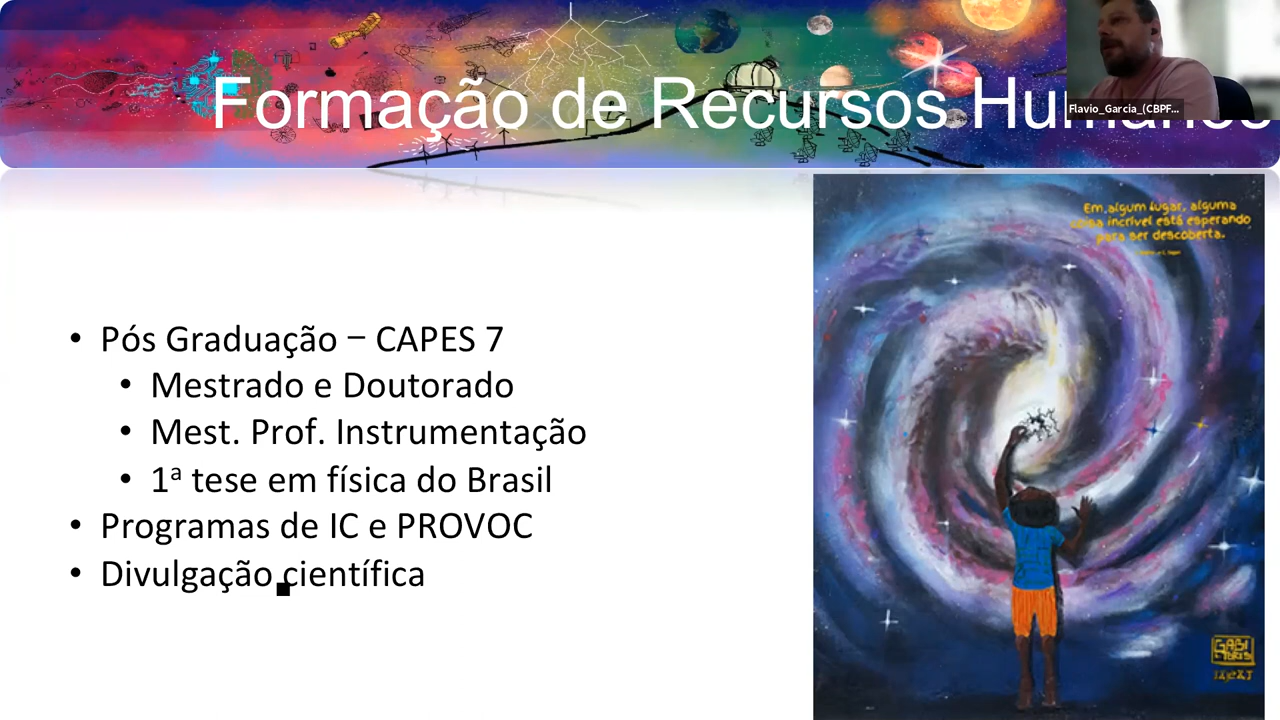 Formação de Recursos Humanos
Flavio_Garcia_(CBPF...
Em algum lugar, alguma
coisa incrível está esperando
para ser descoberta.
• Pós Graduação – CAPES 7
• Mestrado e Doutorado
• Mest. Prof. Instrumentação
• 1ª tese em física do Brasil
• Programas de IC e PROVOC
• Divulgação científica